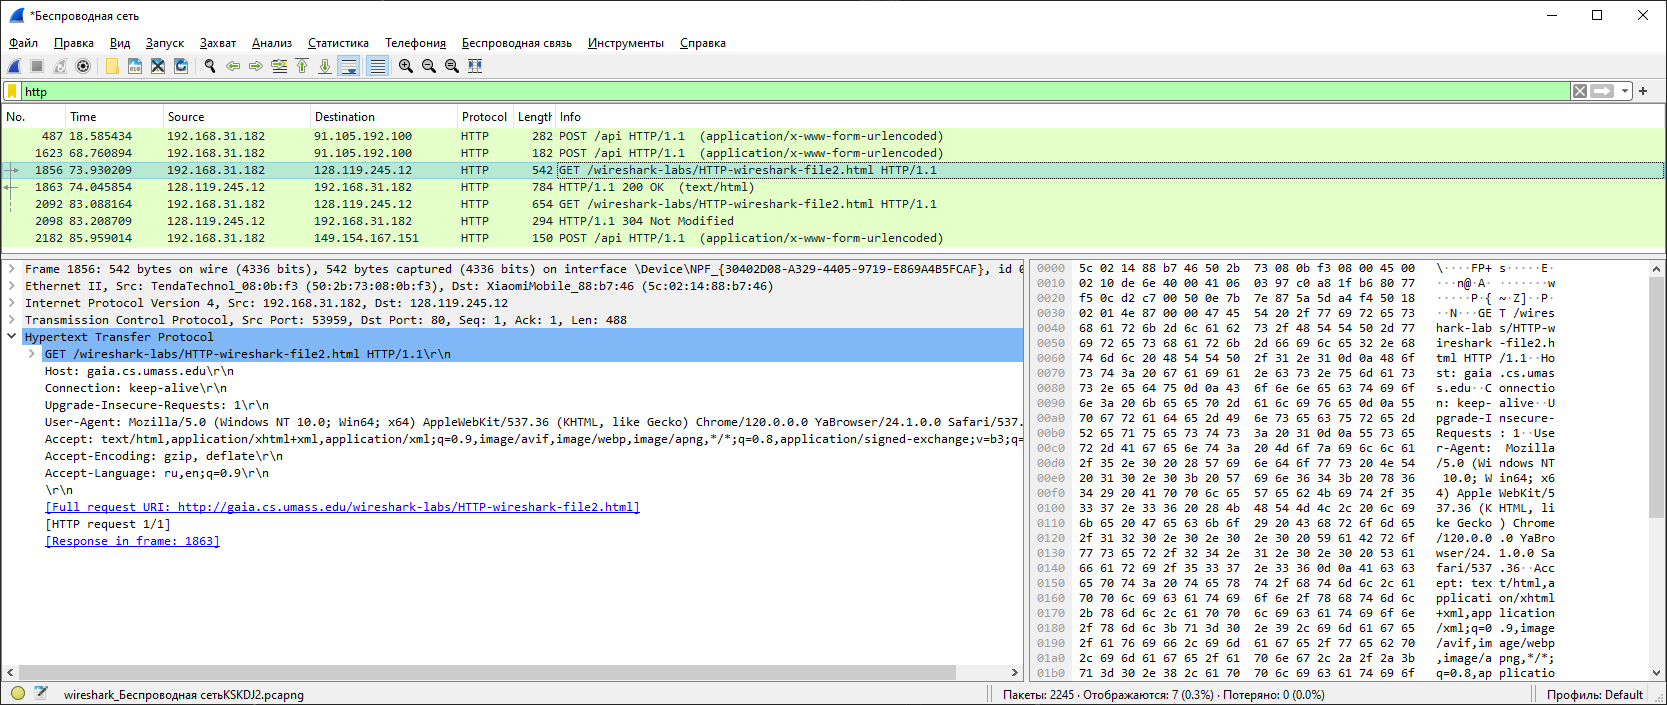 *Беспроводная сеть
Файл Правка Вид Запуск Захват Анализ Статистика Телефония Беспроводная связь Инструменты Справка
http
No. Time Source Destination Protocol Length Info
487 18.585434 192.168.31.182 91.105.192.100 HTTP 282 POST /api HTTP/1.1 (application/x-www-form-urlencoded)
1623 68.760894 192.168.31.182 91.105.192.100 HTTP 182 POST /api HTTP/1.1 (application/x-www-form-urlencoded)
1856 73.930209 192.168.31.182 128.119.245.12 HTTP 542 GET /wireshark-labs/HTTP-wireshark-file2.html HTTP/1.1
1863 74.045854 128.119.245.12 192.168.31.182 HTTP 784 HTTP/1.1 200 OK (text/html)
2092 83.088164 192.168.31.182 128.119.245.12 HTTP 654 GET /wireshark-labs/HTTP-wireshark-file2.html HTTP/1.1
2098 83.208709 128.119.245.12 192.168.31.182 HTTP 294 HTTP/1.1 304 Not Modified
2182 85.959014 192.168.31.182 149.154.167.151 HTTP 150 POST /api HTTP/1.1 (application/x-www-form-urlencoded)
Frame 1856: 542 bytes on wire (4336 bits), 542 bytes captured (4336 bits) on interface \Device\NPF_{30402D08-A329-4405-9719-E869A4B5FCAF}, id 0
Ethernet II, Src: TendaTechnol_08:0b:f3 (50:2b:73:08:0b:f3), Dst: XiaomiMobile_88:b7:46 (5c:02:14:88:b7:46)
Internet Protocol Version 4, Src: 192.168.31.182, Dst: 128.119.245.12
Transmission Control Protocol, Src Port: 53959, Dst Port: 80, Seq: 1, Ack: 1, Len: 488
Hypertext Transfer Protocol
GET /wireshark-labs/HTTP-wireshark-file2.html HTTP/1.1\r\n
Host: gaia.cs.umass.edu\r\n
Connection: keep-alive\r\n
Upgrade-Insecure-Requests: 1\r\n
User-Agent: Mozilla/5.0 (Windows NT 10.0; Win64; x64) AppleWebKit/537.36 (KHTML, like Gecko) Chrome/120.0.0.0 YaBrowser/24.1.0.0 Safari/537.
Accept: text/html,application/xhtml+xml,application/xml;q=0.9,image/avif,image/webp,image/apng,*/*;q=0.8,application/signed-exchange;v=b3;q=
Accept-Encoding: gzip, deflate\r\n
Accept-Language: ru,en;q=0.9\r\n
\r\n
[Full request URI: http://gaia.cs.umass.edu/wireshark-labs/HTTP-wireshark-file2.html]
[HTTP request 1/1]
[Response in frame: 1863]
0000 5c 02 14 88 b7 46 50 2b 73 08 0b f3 08 00 45 00 \····FP+ s·····E·
0010 02 10 de 6e 40 00 41 06 03 97 c0 a8 1f b6 80 77 ···n@·A· ·······w
0020 f5 0c d2 c7 00 50 0e 7b 7e 87 5a 5d a4 f4 50 18 ·····P·{ ~·Z]··P·
0030 02 01 4e 87 00 00 47 45 54 20 2f 77 69 72 65 73 ··N···GE T /wires
0040 68 61 72 6b 2d 6c 61 62 73 2f 48 54 54 50 2d 77 hark-lab s/HTTP-w
0050 69 72 65 73 68 61 72 6b 2d 66 69 6c 65 32 2e 68 ireshark -file2.h
0060 74 6d 6c 20 48 54 54 50 2f 31 2e 31 0d 0a 48 6f tml HTTP /1.1··Ho
0070 73 74 3a 20 67 61 69 61 2e 63 73 2e 75 6d 61 73 st: gaia .cs.umas
0080 73 2e 65 64 75 0d 0a 43 6f 6e 6e 65 63 74 69 6f s.edu··C onnectio
0090 6e 3a 20 6b 65 65 70 2d 61 6c 69 76 65 0d 0a 55 n: keep- alive··U
00a0 70 67 72 61 64 65 2d 49 6e 73 65 63 75 72 65 2d pgrade-I nsecure-
00b0 52 65 71 75 65 73 74 73 3a 20 31 0d 0a 55 73 65 Requests : 1··Use
00c0 72 2d 41 67 65 6e 74 3a 20 4d 6f 7a 69 6c 6c 61 r-Agent: Mozilla
00d0 2f 35 2e 30 20 28 57 69 6e 64 6f 77 73 20 4e 54 /5.0 (Wi ndows NT
00e0 20 31 30 2e 30 3b 20 57 69 6e 36 34 3b 20 78 36 10.0; W in64; x6
00f0 34 29 20 41 70 70 6c 65 57 65 62 4b 69 74 2f 35 4) Apple WebKit/5
0100 33 37 2e 33 36 20 28 4b 48 54 4d 4c 2c 20 6c 69 37.36 (K HTML, li
0110 6b 65 20 47 65 63 6b 6f 29 20 43 68 72 6f 6d 65 ke Gecko ) Chrome
0120 2f 31 32 30 2e 30 2e 30 2e 30 20 59 61 42 72 6f /120.0.0 .0 YaBro
0130 77 73 65 72 2f 32 34 2e 31 2e 30 2e 30 20 53 61 wser/24. 1.0.0 Sa
0140 66 61 72 69 2f 35 33 37 2e 33 36 0d 0a 41 63 63 fari/537 .36··Acc
0150 65 70 74 3a 20 74 65 78 74 2f 68 74 6d 6c 2c 61 ept: tex t/html,a
0160 70 70 6c 69 63 61 74 69 6f 6e 2f 78 68 74 6d 6c pplicati on/xhtml
0170 2b 78 6d 6c 2c 61 70 70 6c 69 63 61 74 69 6f 6e +xml,app lication
0180 2f 78 6d 6c 3b 71 3d 30 2e 39 2c 69 6d 61 67 65 /xml;q=0 .9,image
0190 2f 61 76 69 66 2c 69 6d 61 67 65 2f 77 65 62 70 /avif,im age/webp
01a0 2c 69 6d 61 67 65 2f 61 70 6e 67 2c 2a 2f 2a 3b ,image/a png,*/*;
01b0 71 3d 30 2e 38 2c 61 70 70 6c 69 63 61 74 69 6f q=0.8,ap plicatio
wireshark_Беспроводная сетьKSKDJ2.pcapng
Пакеты: 2245 · Отображаются: 7 (0.3%) · Потеряно: 0 (0.0%)
Профиль: Default